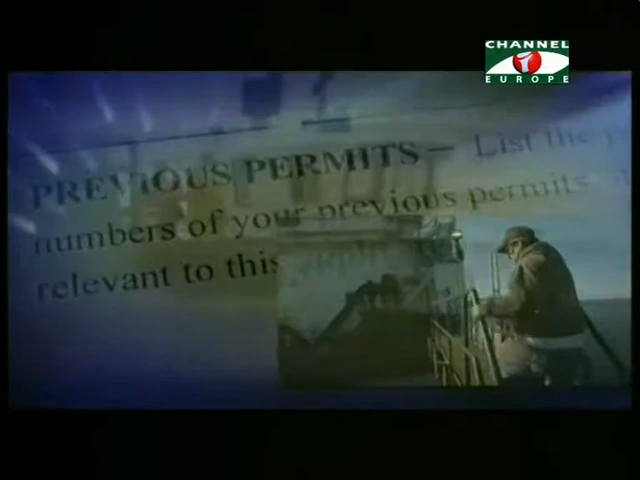 CHANNEL
i
EUROPE
PREVIOUS PERMITS – List the
numbers of your previous permits
relevant to this